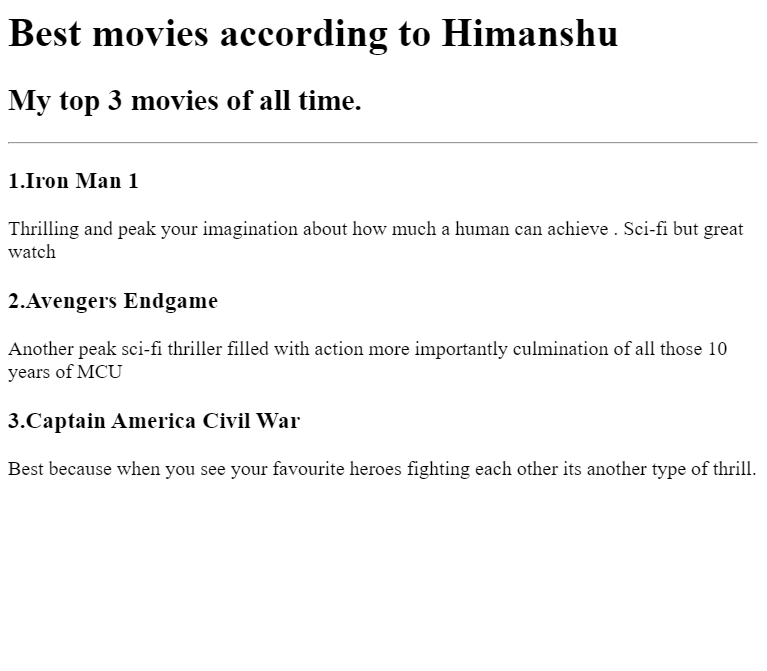 Best movies according to Himanshu
My top 3 movies of all time.
1.Iron Man 1
Thrilling and peak your imagination about how much a human can achieve . Sci-fi but great
watch
2.Avengers Endgame
Another peak sci-fi thriller filled with action more importantly culmination of all those 10
years of MCU
3.Captain America Civil War
Best because when you see your favourite heroes fighting each other its another type of thrill.